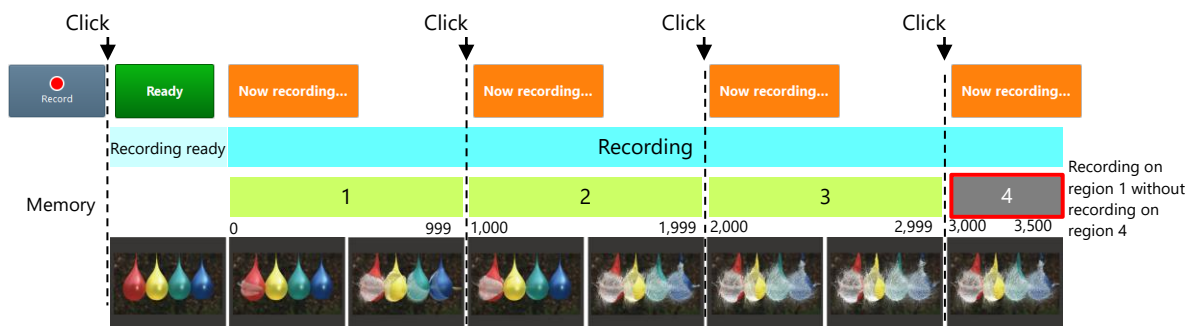 Click Click Click Click
Record
Ready
Now recording...
Now recording...
Now recording...
Now recording...
Recording ready
Recording
Memory
1
2
3
4
0 999 1,000 1,999 2,000 2,999 3,000 3,500
Recording on
region 1 without
recording on
region 4